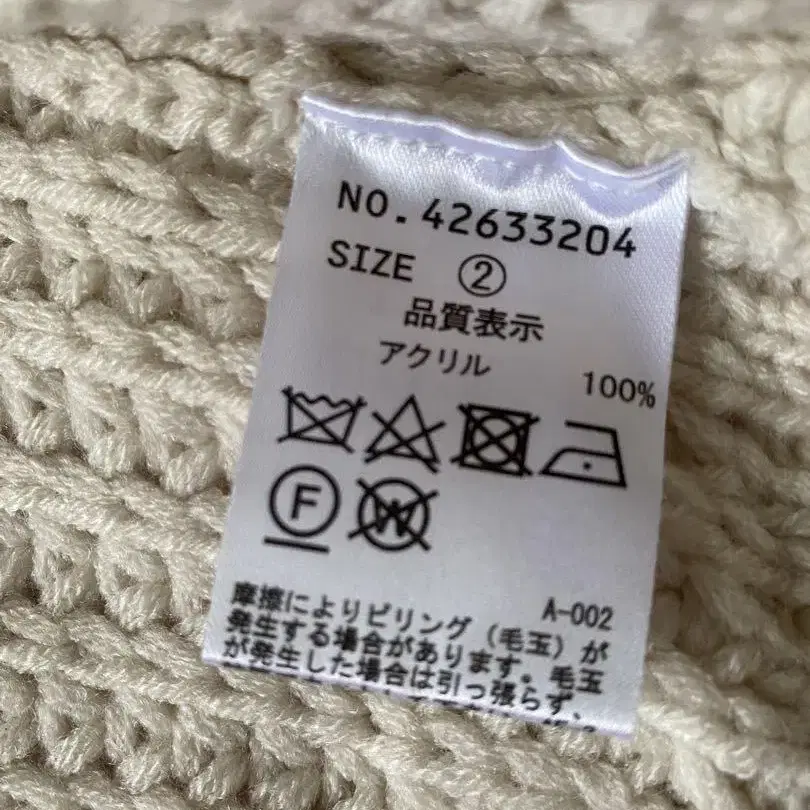 NO.42633204
SIZE ②
品質表示
アクリル 100%
F W
A-002
摩擦によりピリング(毛玉)が
発生する場合があります。毛玉
が発生した場合は引っ張らず、